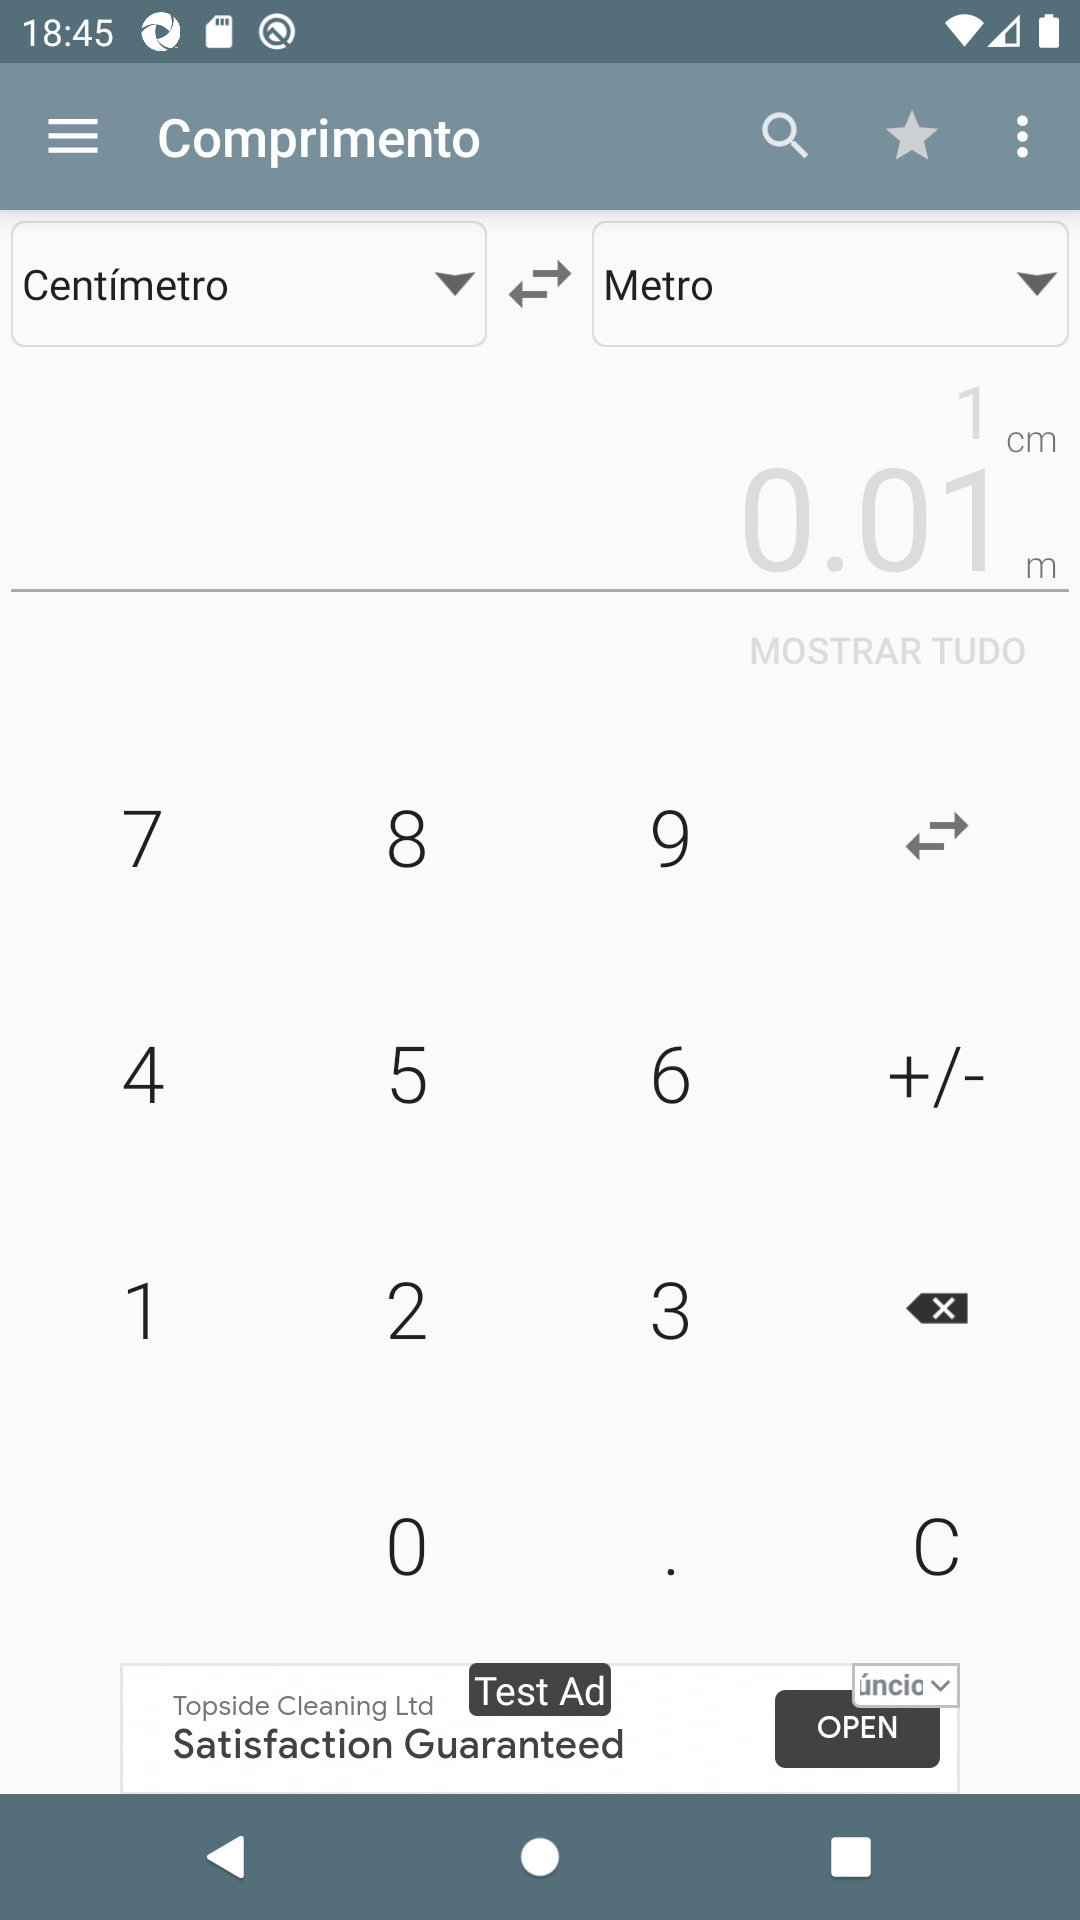 18:45
Comprimento
Centímetro
Metro
1 cm
0.01 m
MOSTRAR TUDO
7 8 9
4 5 6 +/-
1 2 3
0 . C
Test Ad
Topside Cleaning Ltd
Satisfaction Guaranteed
OPEN